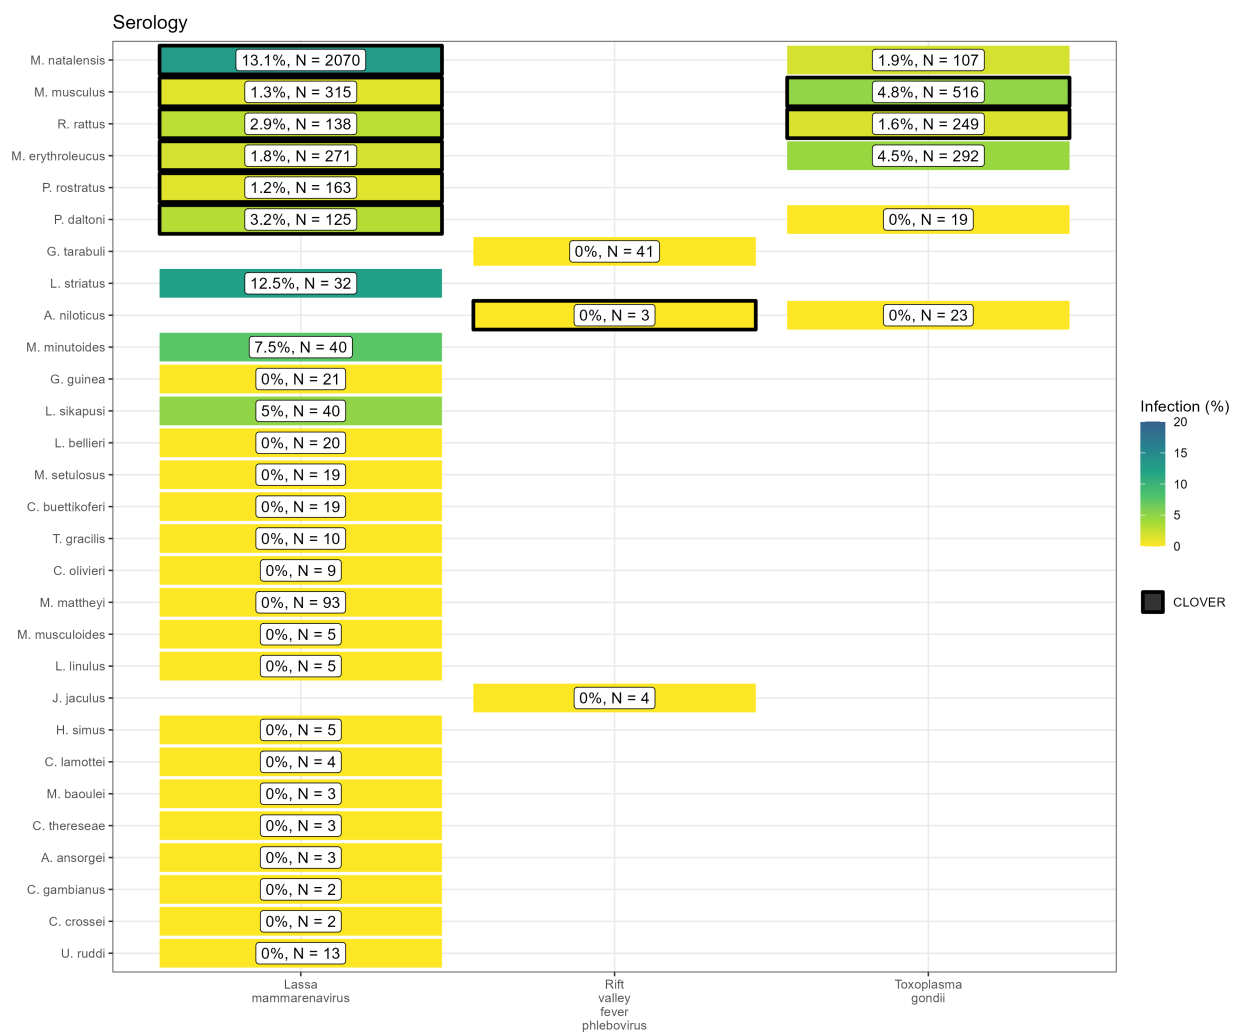 Serology
M. natalensis 13.1%, N = 2070 1.9%, N = 107
M. musculus 1.3%, N = 315 4.8%, N = 516
R. rattus 2.9%, N = 138 1.6%, N = 249
M. erythroleucus 1.8%, N = 271 4.5%, N = 292
P. rostratus 1.2%, N = 163
P. daltoni 3.2%, N = 125 0%, N = 19
G. tarabuli 0%, N = 41
L. striatus 12.5%, N = 32
A. niloticus 0%, N = 3 0%, N = 23
M. minutoides 7.5%, N = 40
G. guinea 0%, N = 21
L. sikapusi 5%, N = 40
L. bellieri 0%, N = 20
M. setulosus 0%, N = 19
C. buettikoferi 0%, N = 19
T. gracilis 0%, N = 10
C. olivieri 0%, N = 9
M. mattheyi 0%, N = 93
M. musculoides 0%, N = 5
L. linulus 0%, N = 5
J. jaculus 0%, N = 4
H. simus 0%, N = 5
C. lamottei 0%, N = 4
M. baoulei 0%, N = 3
C. thereseae 0%, N = 3
A. ansorgei 0%, N = 3
C. gambianus 0%, N = 2
C. crossei 0%, N = 2
U. ruddi 0%, N = 13
Lassa
mammarenavirus
Rift
valley
fever
phlebovirus
Toxoplasma
gondii
Infection (%)
20
15
10
5
0
CLOVER